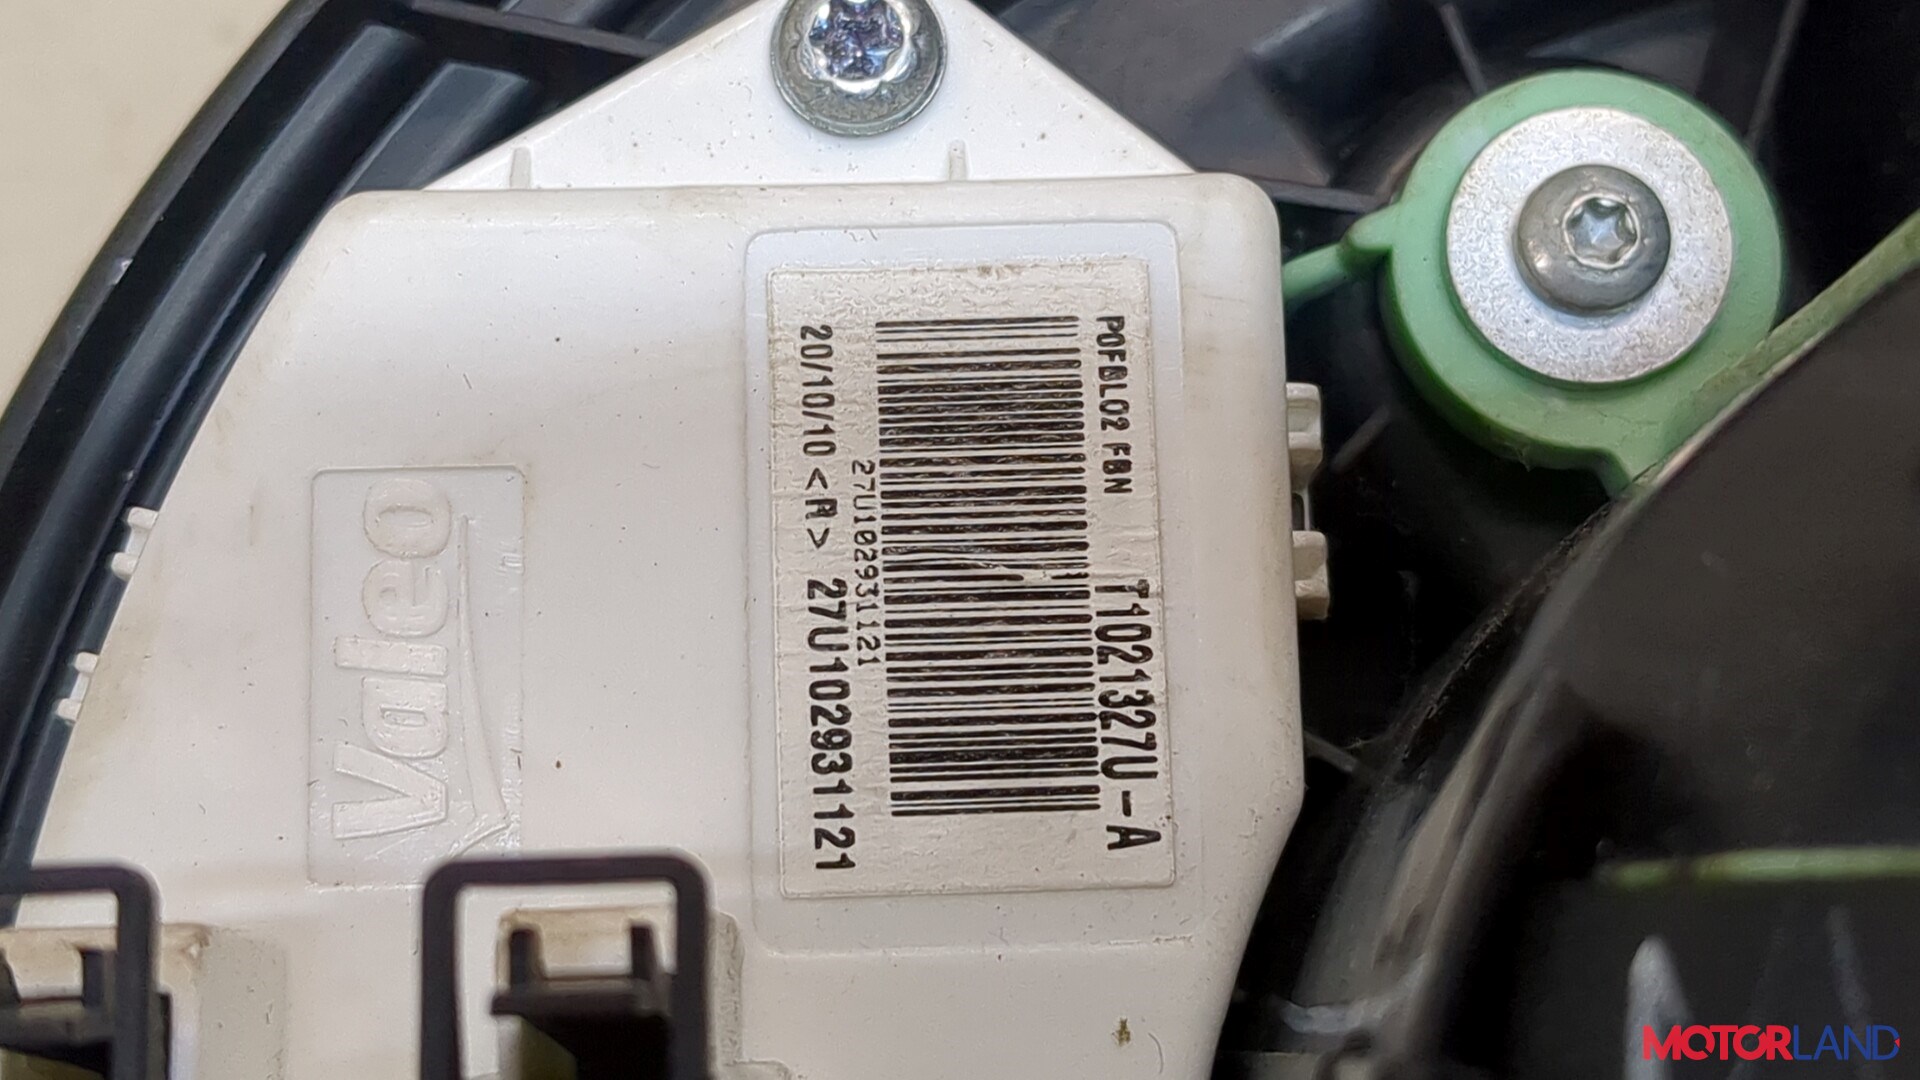 Valeo
POFBL02 FBN
T1021327U-A
27U102931121
20/10/10 <A> 27U102931121
MOTORLAND